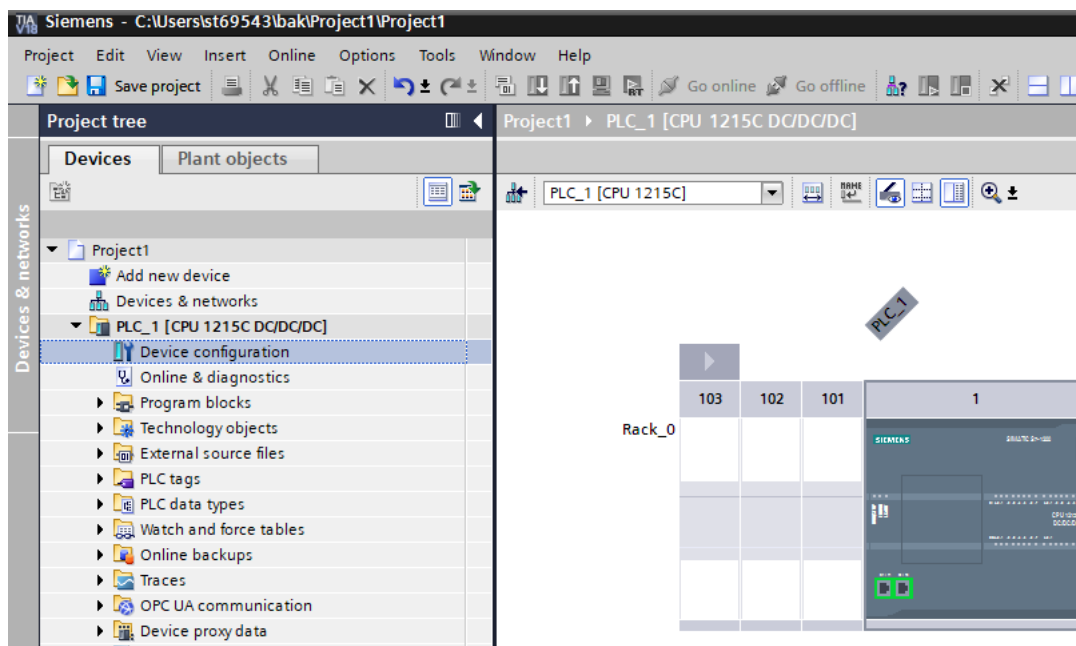 TIA V18 Siemens - C:\Users\st69543\bak\Project1\Project1
Project Edit View Insert Online Options Tools Window Help
Save project Go online Go offline
Project tree
Project1 PLC_1 [CPU 1215C DC/DC/DC]
Devices Plant objects
PLC_1 [CPU 1215C]
NAME
Devices & networks
Project1
Add new device
Devices & networks
PLC_1 [CPU 1215C DC/DC/DC]
Device configuration
Online & diagnostics
Program blocks
Technology objects
External source files
PLC tags
PLC data types
Watch and force tables
Online backups
Traces
OPC UA communication
Device proxy data
PLC_1
103 102 101 1
Rack_0
SIEMENS